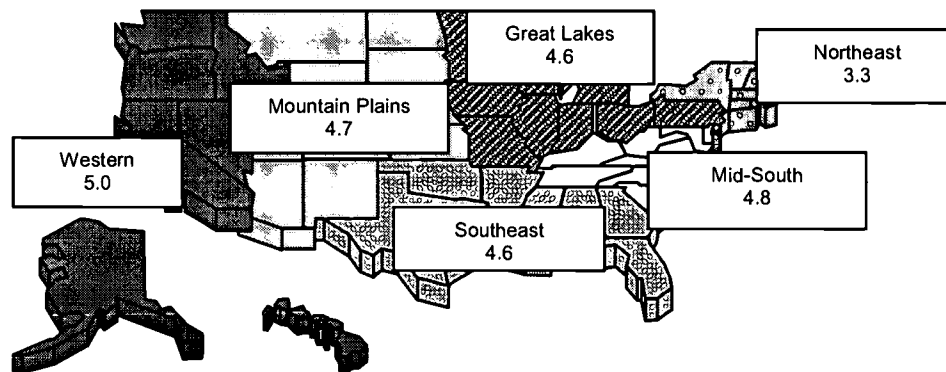 Great Lakes
4.6
Northeast
3.3
Mountain Plains
4.7
Western
5.0
Mid-South
4.8
Southeast
4.6